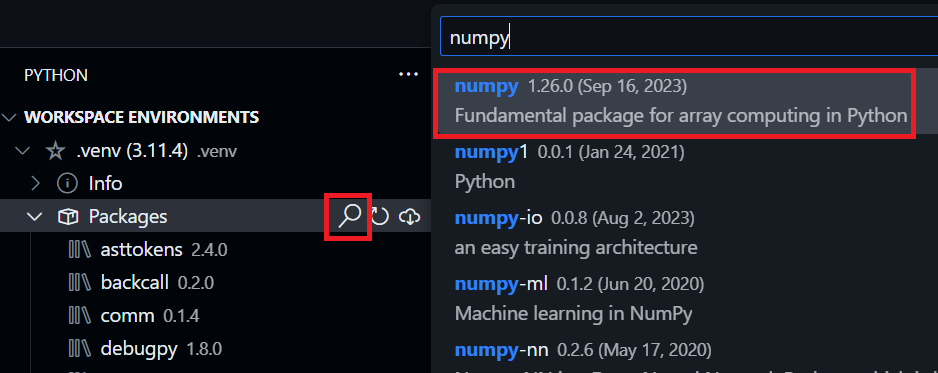 PYTHON
WORKSPACE ENVIRONMENTS
.venv (3.11.4) .venv
Info
Packages
asttokens 2.4.0
backcall 0.2.0
comm 0.1.4
debugpy 1.8.0
numpy
numpy 1.26.0 (Sep 16, 2023)
Fundamental package for array computing in Python
numpy1 0.0.1 (Jan 24, 2021)
Python
numpy-io 0.0.8 (Aug 2, 2023)
an easy training architecture
numpy-ml 0.1.2 (Jun 20, 2020)
Machine learning in NumPy
numpy-nn 0.2.6 (May 17, 2020)